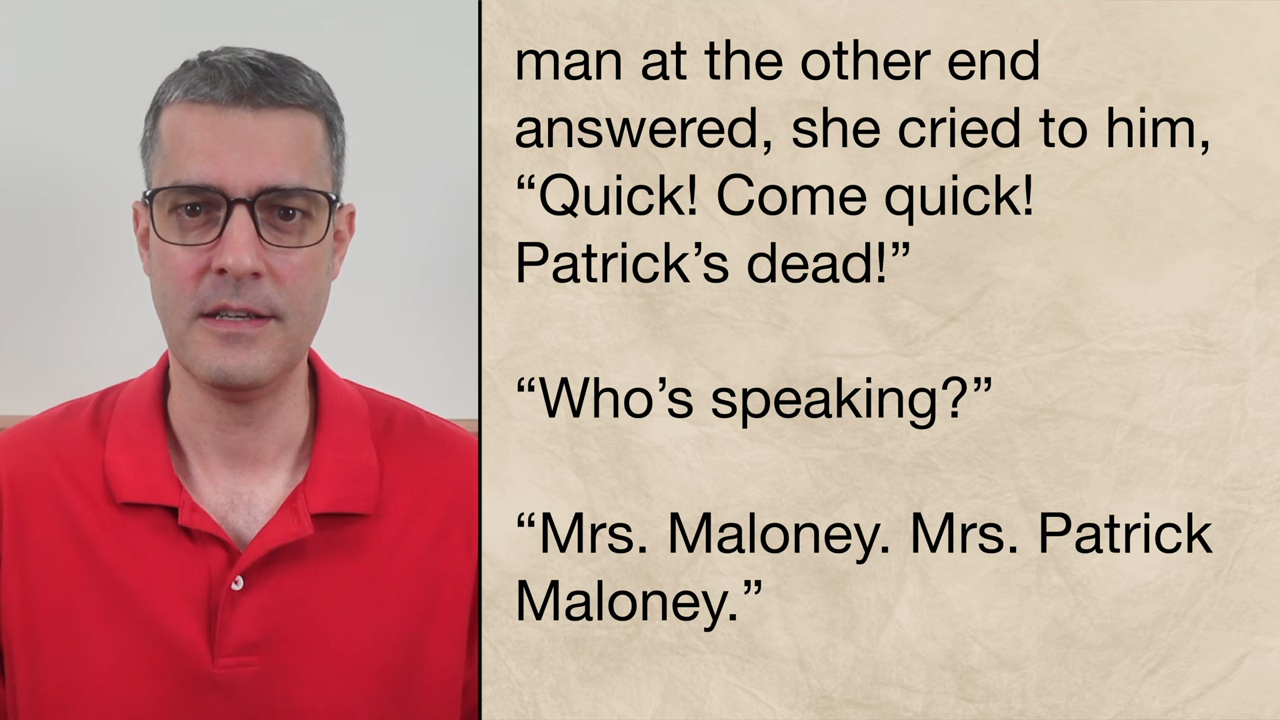 man at the other end
answered, she cried to him,
“Quick! Come quick!
Patrick’s dead!”
“Who’s speaking?”
“Mrs. Maloney. Mrs. Patrick
Maloney.”